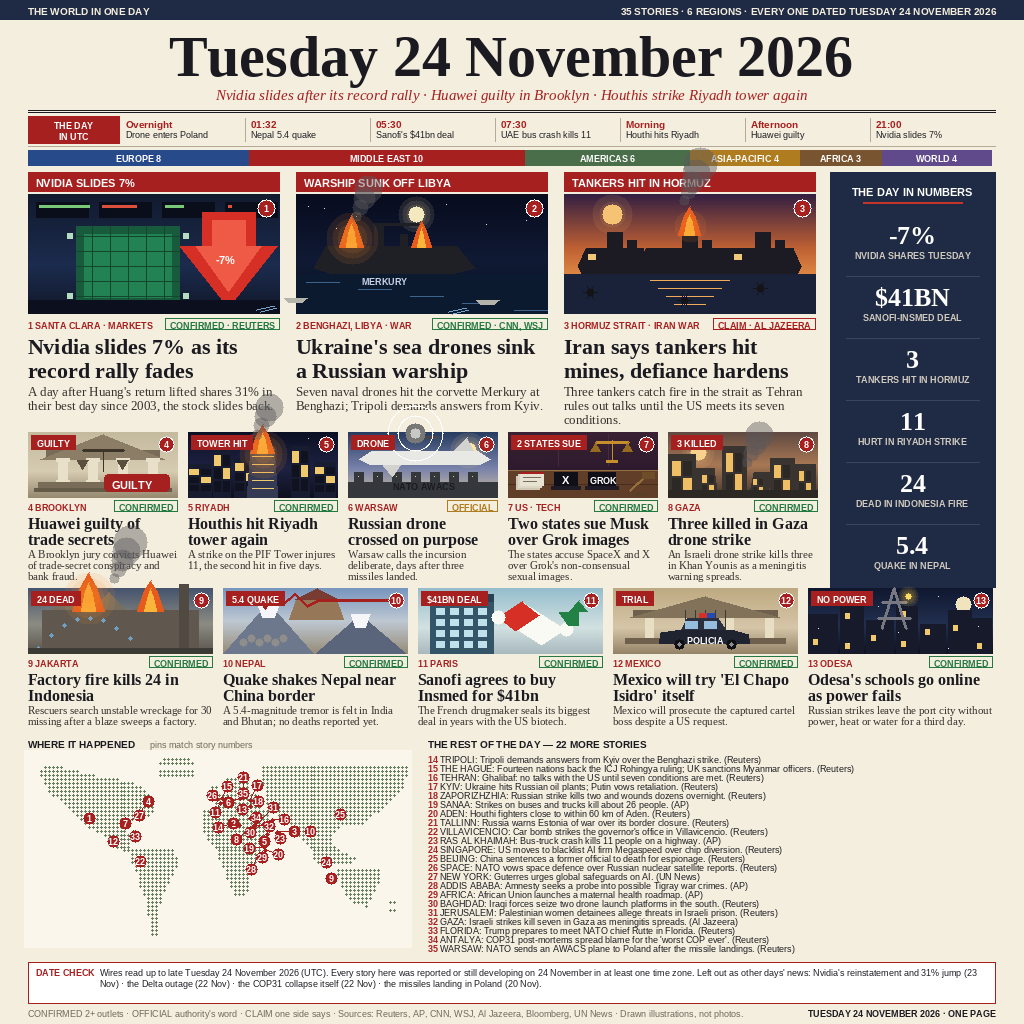 THE WORLD IN ONE DAY
35 STORIES · 6 REGIONS · EVERY ONE DATED TUESDAY 24 NOVEMBER 2026
Tuesday 24 November 2026
Nvidia slides after its record rally · Huawei guilty in Brooklyn · Houthis strike Riyadh tower again
THE DAY
IN UTC
Overnight
Drone enters Poland
01:32
Nepal 5.4 quake
05:30
Sanofi's $41bn deal
07:30
UAE bus crash kills 11
Morning
Houthi hits Riyadh
Afternoon
Huawei guilty
21:00
Nvidia slides 7%
EUROPE 8
MIDDLE EAST 10
AMERICAS 6
ASIA-PACIFIC 4
AFRICA 3
WORLD 4
NVIDIA SLIDES 7%
1
-7%
1 SANTA CLARA · MARKETS
CONFIRMED · REUTERS
Nvidia slides 7% as its
record rally fades
A day after Huang's return lifted shares 31% in
their best day since 2003, the stock slides back.
WARSHIP SUNK OFF LIBYA
2
MERKURY
2 BENGHAZI, LIBYA · WAR
CONFIRMED · CNN, WSJ
Ukraine's sea drones sink
a Russian warship
Seven naval drones hit the corvette Merkury at
Benghazi; Tripoli demands answers from Kyiv.
TANKERS HIT IN HORMUZ
3
3 HORMUZ STRAIT · IRAN WAR
CLAIM · AL JAZEERA
Iran says tankers hit
mines, defiance hardens
Three tankers catch fire in the strait as Tehran
rules out talks until the US meets its seven
conditions.
THE DAY IN NUMBERS
-7%
NVIDIA SHARES TUESDAY
$41BN
SANOFI-INSMED DEAL
3
TANKERS HIT IN HORMUZ
11
HURT IN RIYADH STRIKE
24
DEAD IN INDONESIA FIRE
5.4
QUAKE IN NEPAL
GUILTY
4
GUILTY
4 BROOKLYN
CONFIRMED
Huawei guilty of
trade secrets
A Brooklyn jury convicts Huawei
of trade-secret conspiracy and
bank fraud.
TOWER HIT
5
5 RIYADH
CONFIRMED
Houthis hit Riyadh
tower again
A strike on the PIF Tower injures
11, the second hit in five days.
DRONE
6
NATO AWACS
6 WARSAW
OFFICIAL
Russian drone
crossed on purpose
Warsaw calls the incursion
deliberate, days after three
missiles landed.
2 STATES SUE
7
X
GROK
7 US · TECH
CONFIRMED
Two states sue Musk
over Grok images
The states accuse SpaceX and X
over Grok's non-consensual
sexual images.
3 KILLED
8
8 GAZA
CONFIRMED
Three killed in Gaza
drone strike
An Israeli drone strike kills three
in Khan Younis as a meningitis
warning spreads.
24 DEAD
9
9 JAKARTA
CONFIRMED
Factory fire kills 24 in
Indonesia
Rescuers search unstable wreckage for 30
missing after a blaze sweeps a factory.
5.4 QUAKE
10
10 NEPAL
CONFIRMED
Quake shakes Nepal near
China border
A 5.4-magnitude tremor is felt in India
and Bhutan; no deaths reported yet.
$41BN DEAL
11
11 PARIS
CONFIRMED
Sanofi agrees to buy
Insmed for $41bn
The French drugmaker seals its biggest
deal in years with the US biotech.
TRIAL
12
POLICIA
12 MEXICO
CONFIRMED
Mexico will try 'El Chapo
Isidro' itself
Mexico will prosecute the captured cartel
boss despite a US request.
NO POWER
13
13 ODESA
CONFIRMED
Odesa's schools go online
as power fails
Russian strikes leave the port city without
power, heat or water for a third day.
WHERE IT HAPPENED
pins match story numbers
THE REST OF THE DAY — 22 MORE STORIES
14 TRIPOLI: Tripoli demands answers from Kyiv over the Benghazi strike. (Reuters)
15 THE HAGUE: Fourteen nations back the ICJ Rohingya ruling; UK sanctions Myanmar officers. (Reuters)
16 TEHRAN: Ghalibaf: no talks with the US until seven conditions are met. (Reuters)
17 KYIV: Ukraine hits Russian oil plants; Putin vows retaliation. (Reuters)
18 ZAPORIZHZHIA: Russian strike kills two and wounds dozens overnight. (Reuters)
19 SANAA: Strikes on buses and trucks kill about 26 people. (AP)
20 ADEN: Houthi fighters close to within 60 km of Aden. (Reuters)
21 TALLINN: Russia warns Estonia of war over its border closure. (Reuters)
22 VILLAVICENCIO: Car bomb strikes the governor's office in Villavicencio. (Reuters)
23 RAS AL KHAIMAH: Bus-truck crash kills 11 people on a highway. (AP)
24 SINGAPORE: US moves to blacklist AI firm Megaspeed over chip diversion. (Reuters)
25 BEIJING: China sentences a former official to death for espionage. (Reuters)
26 SPACE: NATO vows space defence over Russian nuclear satellite reports. (Reuters)
27 NEW YORK: Guterres urges global safeguards on AI. (UN News)
28 ADDIS ABABA: Amnesty seeks a probe into possible Tigray war crimes. (AP)
29 AFRICA: African Union launches a maternal health roadmap. (AP)
30 BAGHDAD: Iraqi forces seize two drone launch platforms in the south. (Reuters)
31 JERUSALEM: Palestinian women detainees allege threats in Israeli prison. (Reuters)
32 GAZA: Israeli strikes kill seven in Gaza as meningitis spreads. (Al Jazeera)
33 FLORIDA: Trump prepares to meet NATO chief Rutte in Florida. (Reuters)
34 ANTALYA: COP31 post-mortems spread blame for the 'worst COP ever'. (Reuters)
35 WARSAW: NATO sends an AWACS plane to Poland after the missile landings. (Reuters)
DATE CHECK
Wires read up to late Tuesday 24 November 2026 (UTC). Every story here was reported or still developing on 24 November in at least one time zone. Left out as other days' news: Nvidia's reinstatement and 31% jump (23
Nov) · the Delta outage (22 Nov) · the COP31 collapse itself (22 Nov) · the missiles landing in Poland (20 Nov).
CONFIRMED 2+ outlets · OFFICIAL authority's word · CLAIM one side says · Sources: Reuters, AP, CNN, WSJ, Al Jazeera, Bloomberg, UN News · Drawn illustrations, not photos.
TUESDAY 24 NOVEMBER 2026 · ONE PAGE